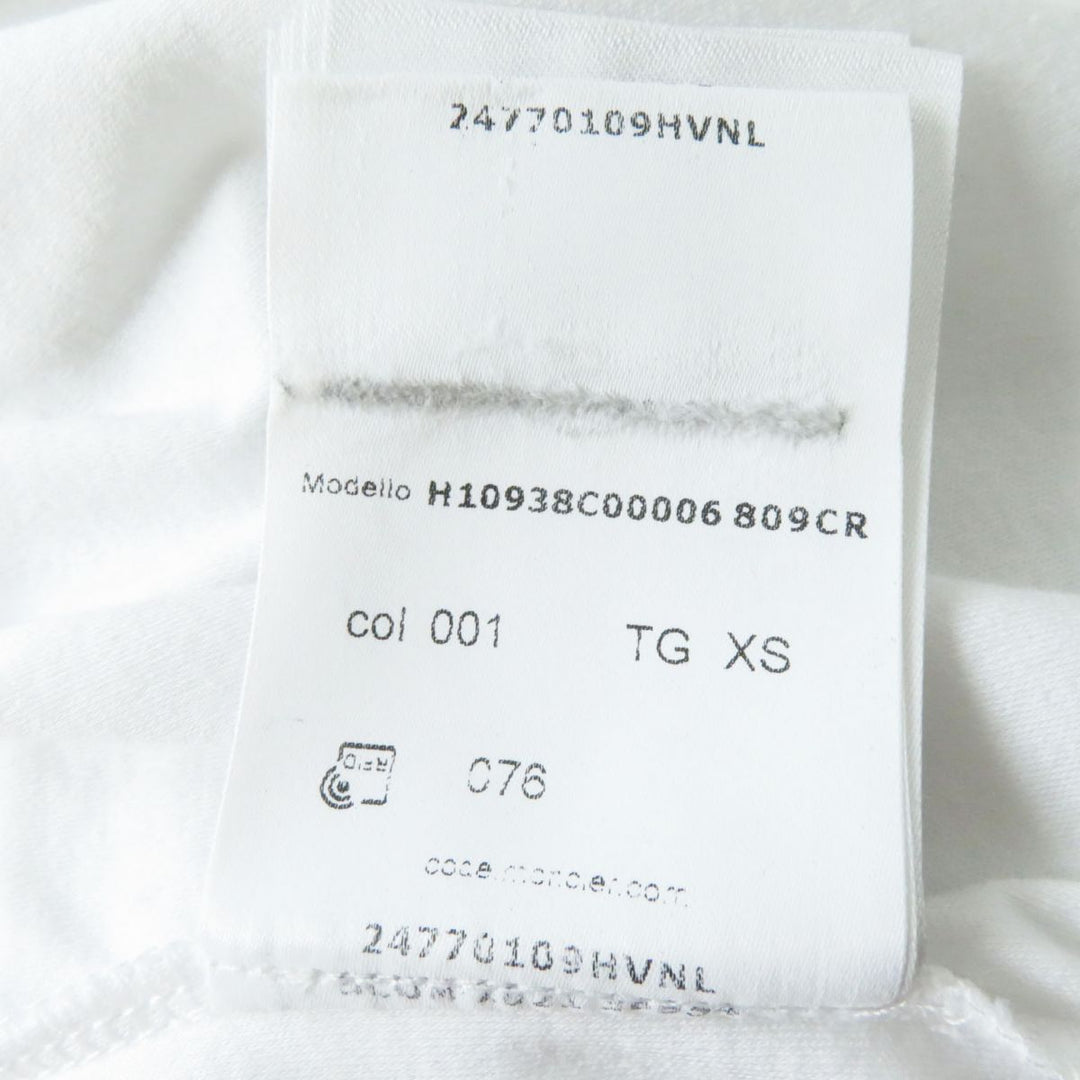 24770109HVNL
Modello H10938C00006 809CR
col 001 TG XS
RFID
076
code.moncler.com
24770109HVNL